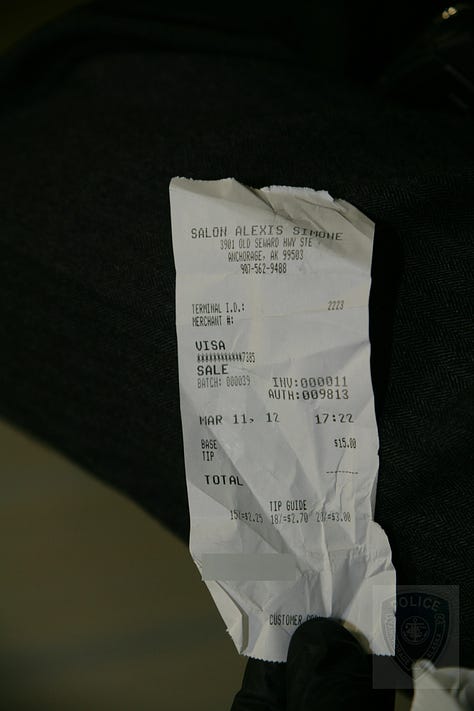 SALON ALEXIS SIMONE
3901 OLD SEWARD HWY STE
ANCHORAGE, AK 99503
907-562-9488
TERMINAL I.D.: 2223
MERCHANT #:
VISA
************7385
SALE
BATCH: 000039 INV:000011
AUTH:009813
MAR 11, 12 17:22
BASE $15.00
TIP
TOTAL
TIP GUIDE
15%=$2.25 18%=$2.70 20%=$3.00
CUSTOMER
POLICE